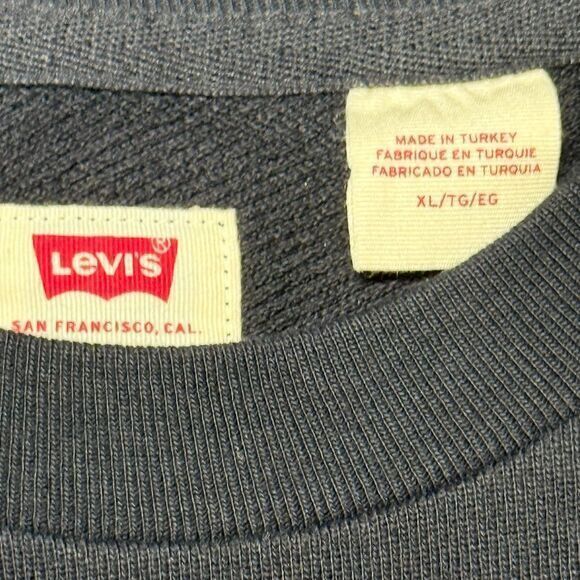 MADE IN TURKEY
FABRIQUE EN TURQUIE
FABRICADO EN TURQUIA
XL/TG/EG
Levi's®
SAN FRANCISCO, CAL.